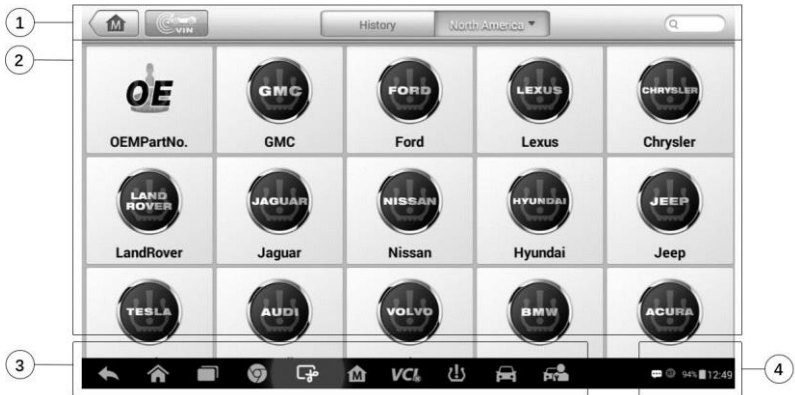 1
VIN
History
North America
2
OE
GMC
FORD
LEXUS
CHRYSLER
OEMPartNo.
GMC
Ford
Lexus
Chrysler
LAND ROVER
JAGUAR
NISSAN
HYUNDAI
JEEP
LandRover
Jaguar
Nissan
Hyundai
Jeep
TESLA
AUDI
VOLVO
BMW
ACURA
3
M
VCI
94%
12:49
4